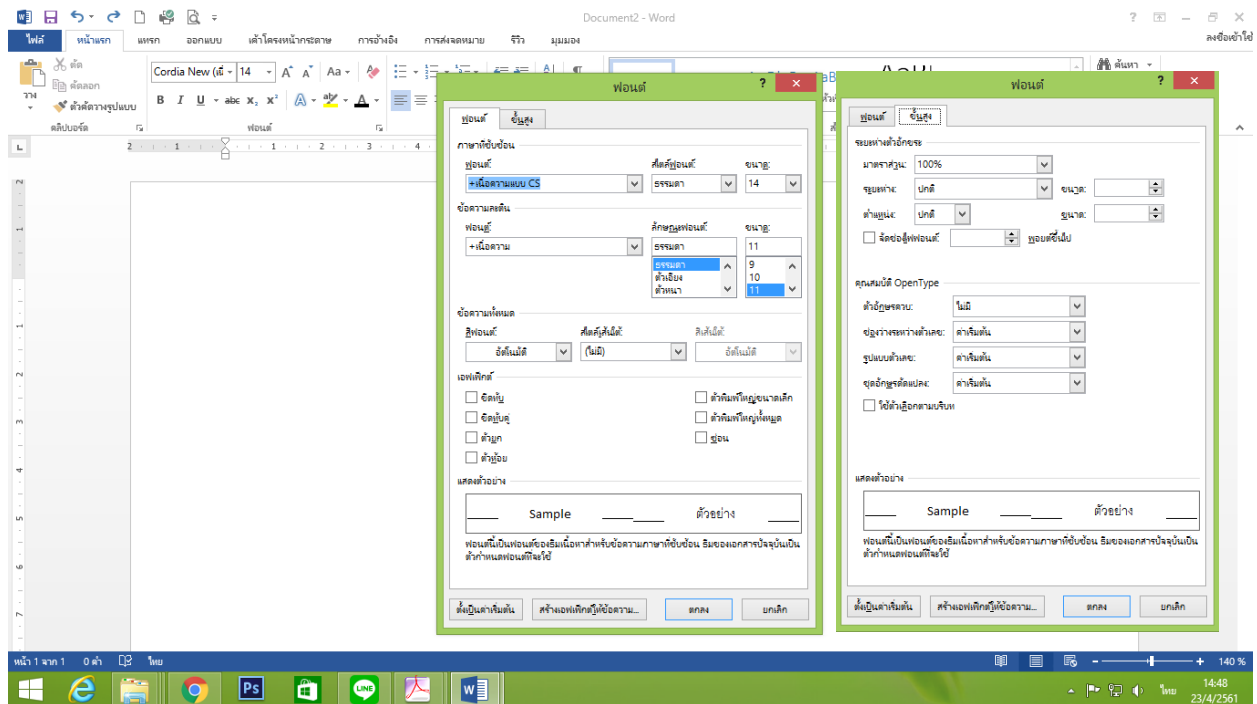 Document2 - Word
ไฟล์ หน้าแรก แทรก ออกแบบ เค้าโครงหน้ากระดาษ การอ้างอิง การส่งจดหมาย รีวิว มุมมอง
ลงชื่อเข้าใช้
วาง
ตัด
คัดลอก
ตัวคัดวางรูปแบบ
คลิปบอร์ด
Cordia New (เนื้ 14
ฟอนต์
ค้นหา
ฟอนต์
ฟอนต์ ขั้นสูง
ภาษาที่ซับซ้อน
ฟอนต์: สไตล์ฟอนต์: ขนาด:
+เนื้อความแบบ CS ธรรมดา 14
ข้อความละติน
ฟอนต์: ลักษณะฟอนต์: ขนาด:
+เนื้อความ ธรรมดา 11
ธรรมดา 9
ตัวเอียง 10
ตัวหนา 11
ข้อความทั้งหมด
สีฟอนต์: สไตล์เส้นใต้: สีเส้นใต้:
อัตโนมัติ (ไม่มี) อัตโนมัติ
เอฟเฟ็กต์
ขีดทับ ตัวพิมพ์ใหญ่ขนาดเล็ก
ขีดทับคู่ ตัวพิมพ์ใหญ่ทั้งหมด
ตัวยก ซ่อน
ตัวห้อย
แสดงตัวอย่าง
Sample ตัวอย่าง
ฟอนต์นี้เป็นฟอนต์ของธีมเนื้อหาสำหรับข้อความภาษาที่ซับซ้อน ธีมของเอกสารปัจจุบันเป็น
ตัวกำหนดฟอนต์ที่จะใช้
ตั้งเป็นค่าเริ่มต้น สร้างเอฟเฟ็กต์ให้ข้อความ... ตกลง ยกเลิก
ฟอนต์
ฟอนต์ ขั้นสูง
ระยะห่างตัวอักขระ
มาตราส่วน: 100%
ระยะห่าง: ปกติ ขนาด:
ตำแหน่ง: ปกติ ขนาด:
จัดช่องไฟฟอนต์: พอยต์ขึ้นไป
คุณสมบัติ OpenType
ตัวอักษรควบ: ไม่มี
ช่องว่างระหว่างตัวเลข: ค่าเริ่มต้น
รูปแบบตัวเลข: ค่าเริ่มต้น
ชุดอักษรดัดแปลง: ค่าเริ่มต้น
ใช้ตัวเลือกตามบริบท
แสดงตัวอย่าง
Sample ตัวอย่าง
ฟอนต์นี้เป็นฟอนต์ของธีมเนื้อหาสำหรับข้อความภาษาที่ซับซ้อน ธีมของเอกสารปัจจุบันเป็น
ตัวกำหนดฟอนต์ที่จะใช้
ตั้งเป็นค่าเริ่มต้น สร้างเอฟเฟ็กต์ให้ข้อความ... ตกลง ยกเลิก
หน้า 1 จาก 1 0 คำ ไทย 140 %
Ps LINE ไทย 14:48
23/4/2561